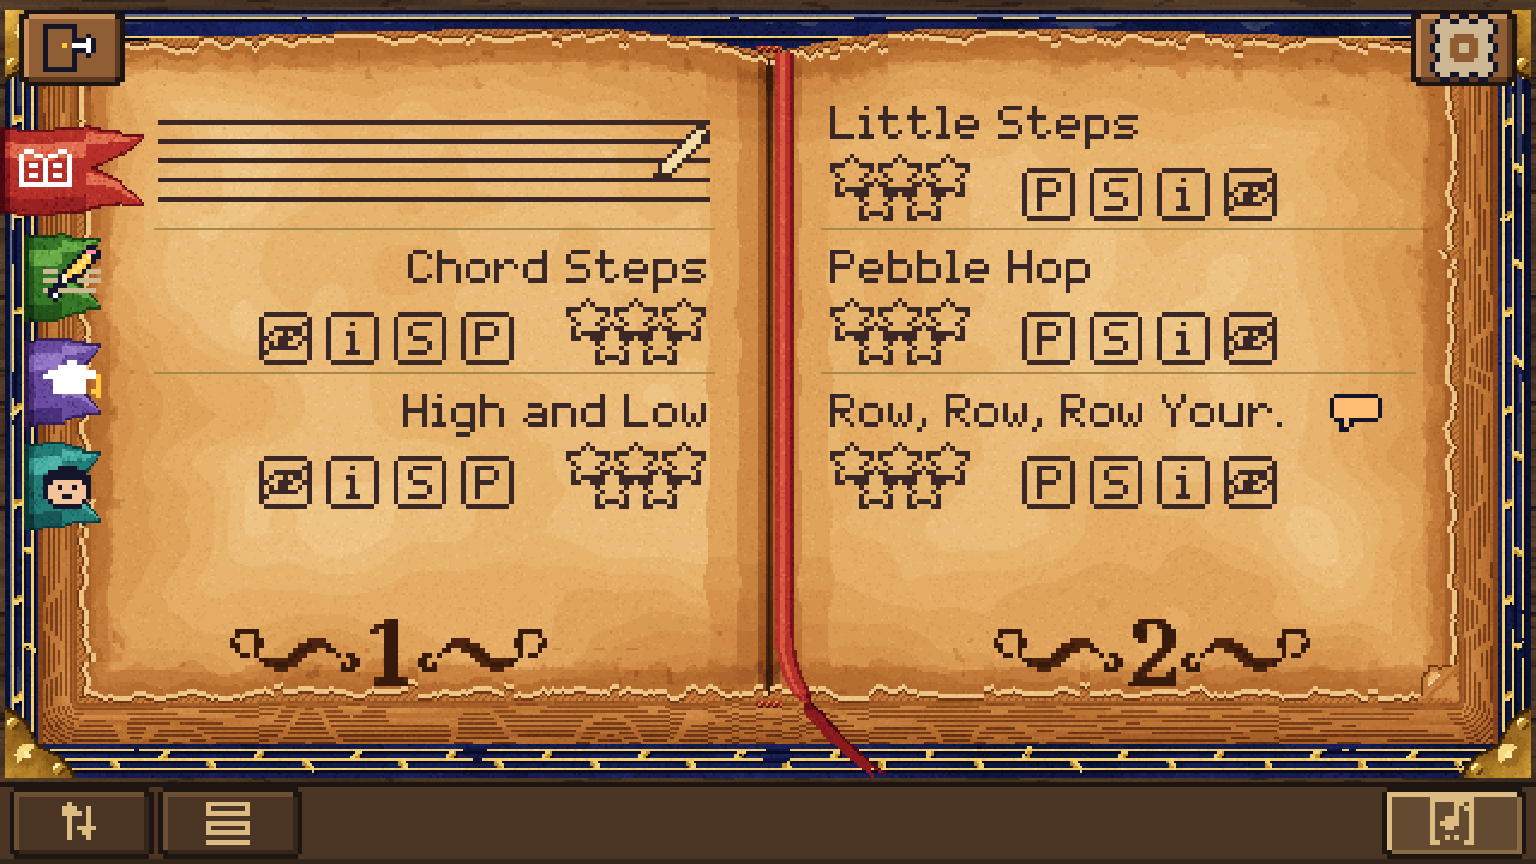 Chord Steps
i S P
High and Low
i S P
1
Little Steps
P S i
Pebble Hop
P S i
Row, Row, Row Your.
P S i
2